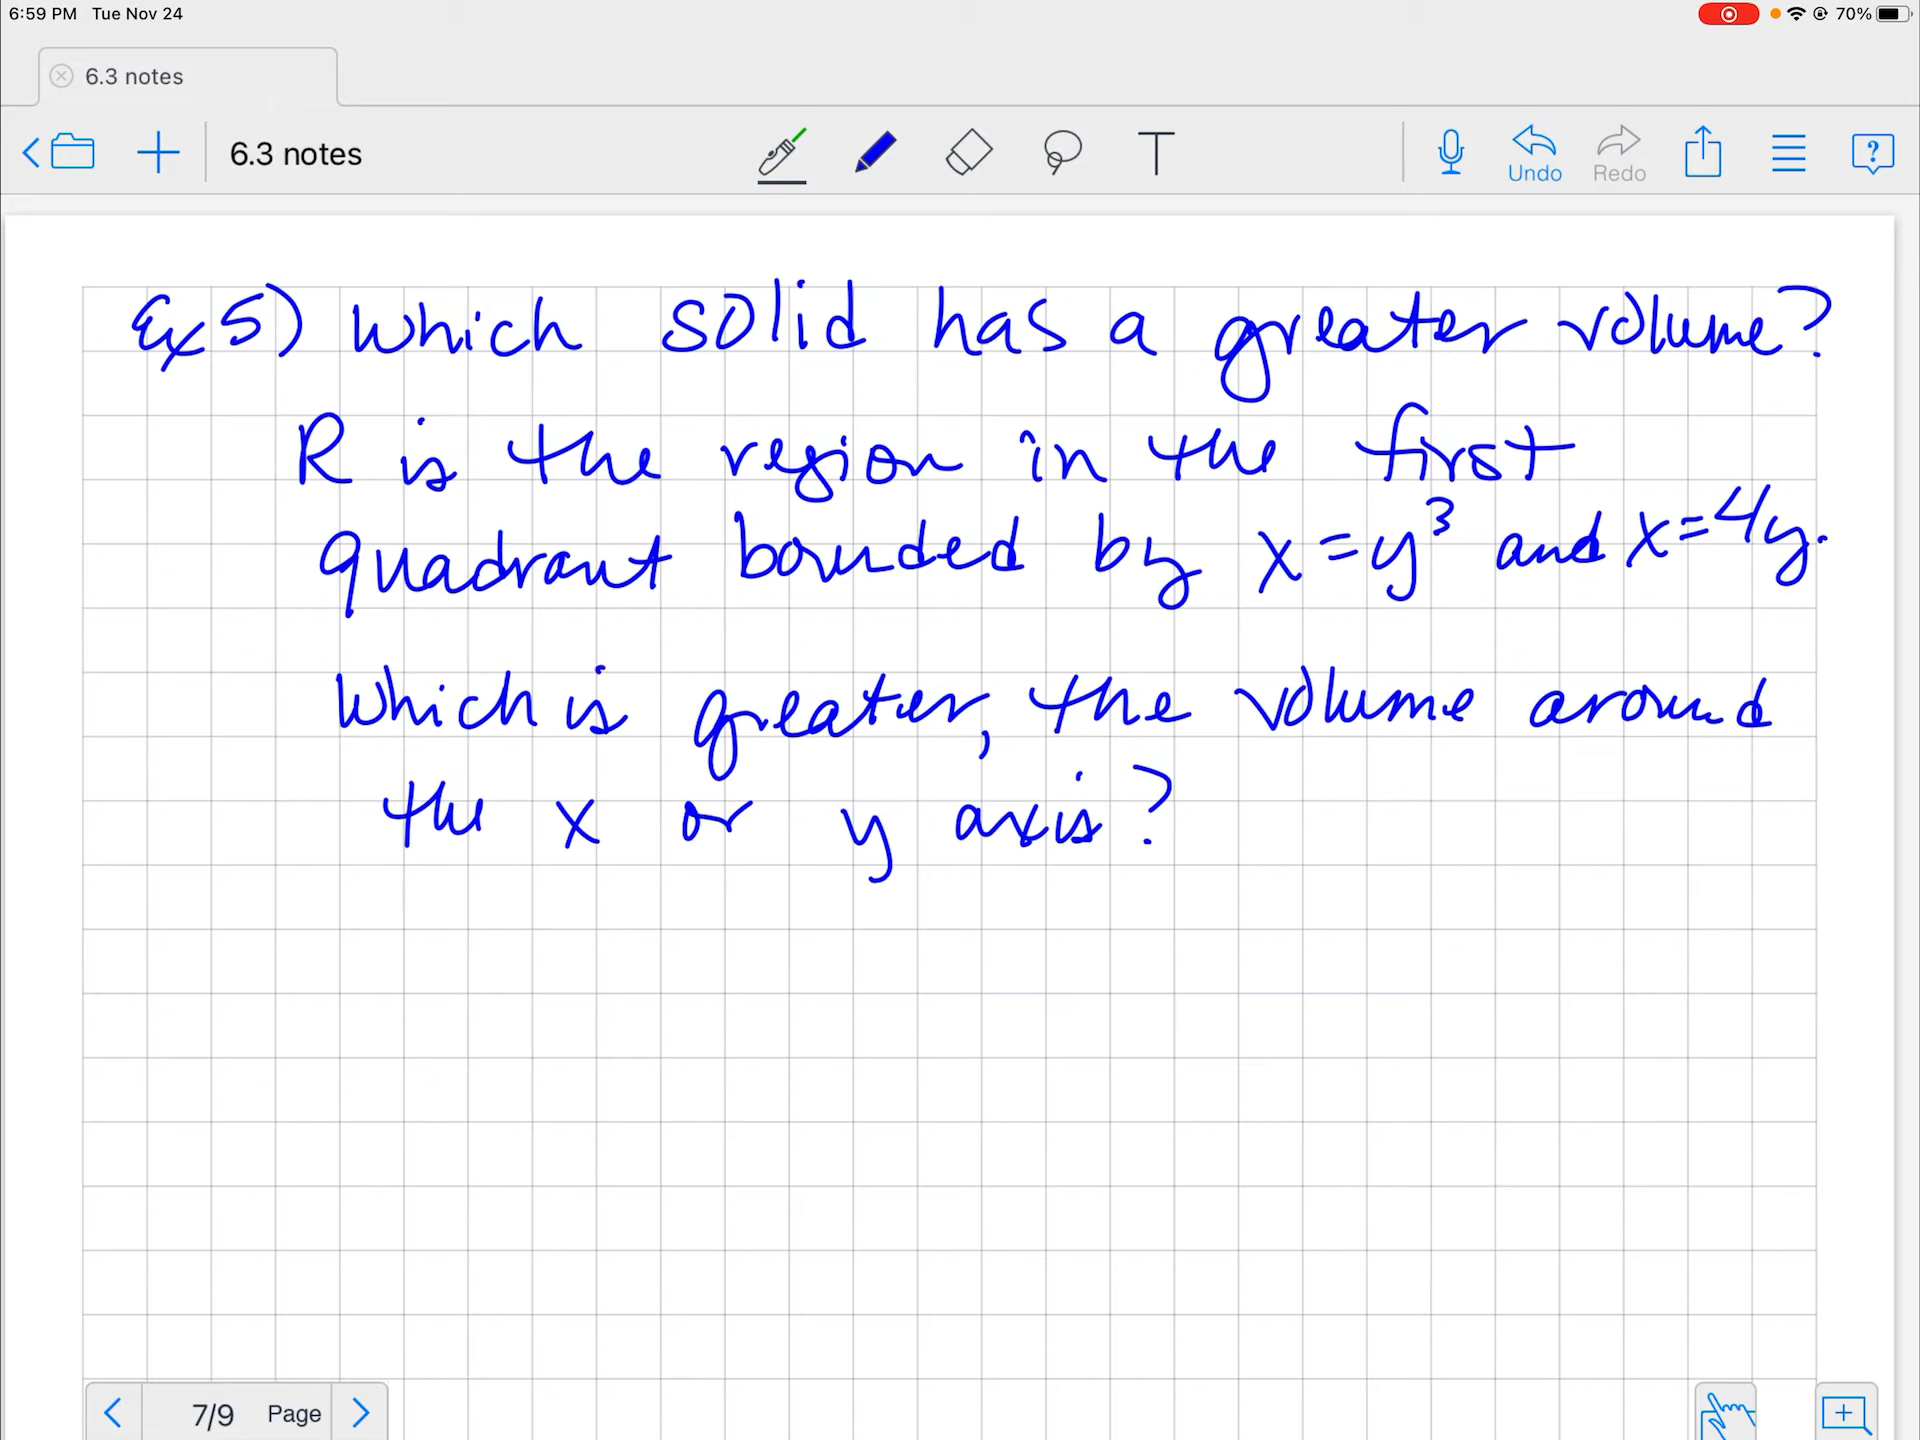 6:59 PM Tue Nov 24
70%
6.3 notes
6.3 notes
T
Undo
Redo
?
Ex 5) which solid has a greater volume?
R is the region in the first
quadrant bounded by x = y³ and x = 4y.
Which is greater, the volume around
the x or y axis?
7/9 Page